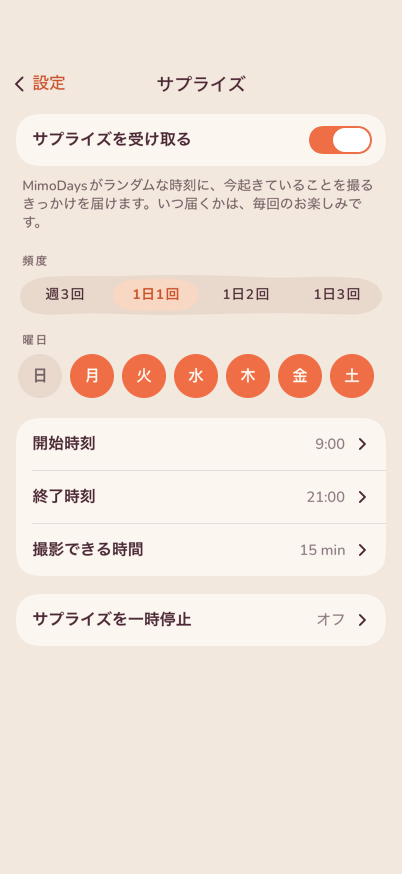 設定
サプライズ
サプライズを受け取る
MimoDaysがランダムな時刻に、今起きていることを撮る
きっかけを届けます。いつ届くかは、毎回のお楽しみで
す。
頻度
週3回 1日1回 1日2回 1日3回
曜日
日 月 火 水 木 金 土
開始時刻 9:00
終了時刻 21:00
撮影できる時間 15 min
サプライズを一時停止 オフ